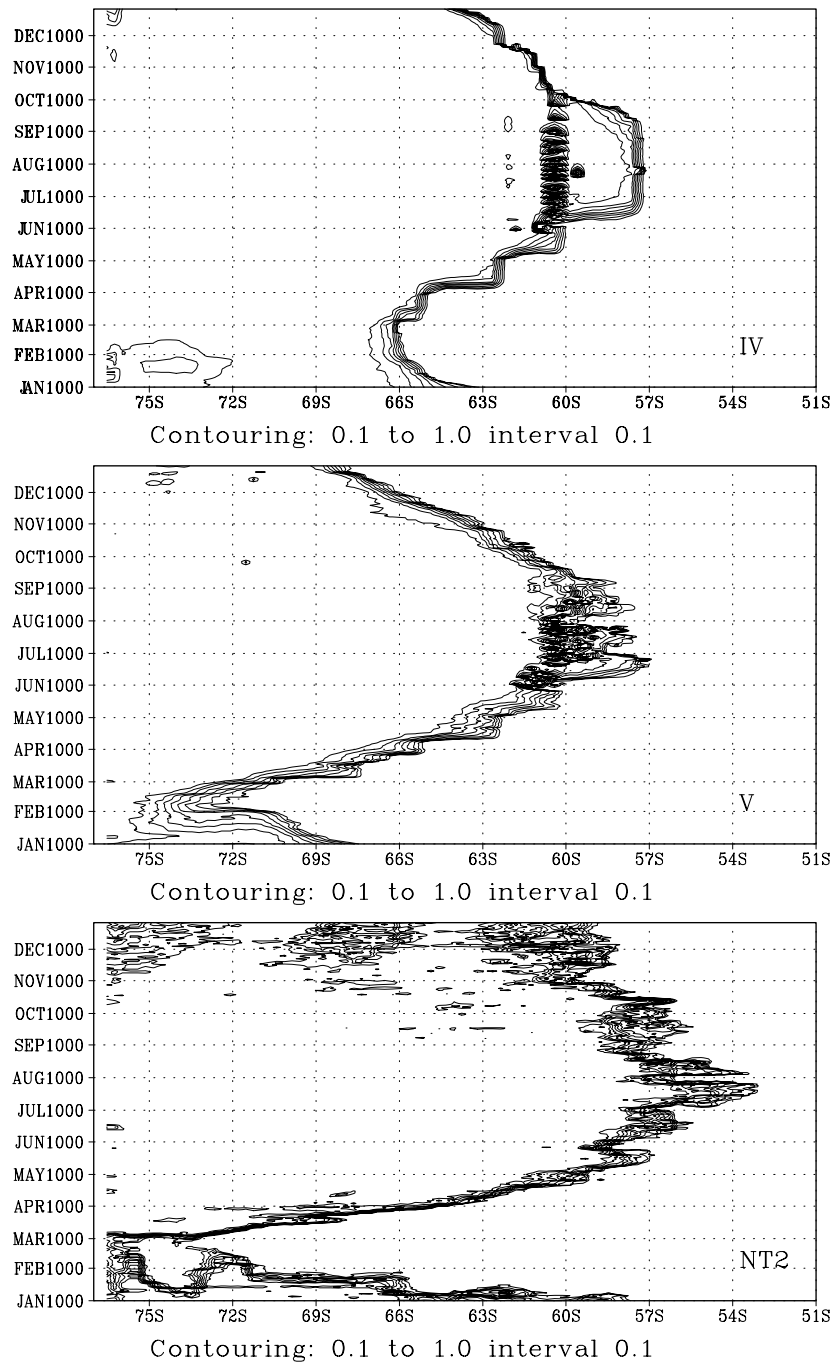 DEC1000
NOV1000
OCT1000
SEP1000
AUG1000
JUL1000
JUN1000
MAY1000
APR1000
MAR1000
FEB1000
JAN1000
IV
75S 72S 69S 66S 63S 60S 57S 54S 51S
Contouring: 0.1 to 1.0 interval 0.1
DEC1000
NOV1000
OCT1000
SEP1000
AUG1000
JUL1000
JUN1000
MAY1000
APR1000
MAR1000
FEB1000
JAN1000
V
75S 72S 69S 66S 63S 60S 57S 54S 51S
Contouring: 0.1 to 1.0 interval 0.1
DEC1000
NOV1000
OCT1000
SEP1000
AUG1000
JUL1000
JUN1000
MAY1000
APR1000
MAR1000
FEB1000
JAN1000
NT2
75S 72S 69S 66S 63S 60S 57S 54S 51S
Contouring: 0.1 to 1.0 interval 0.1